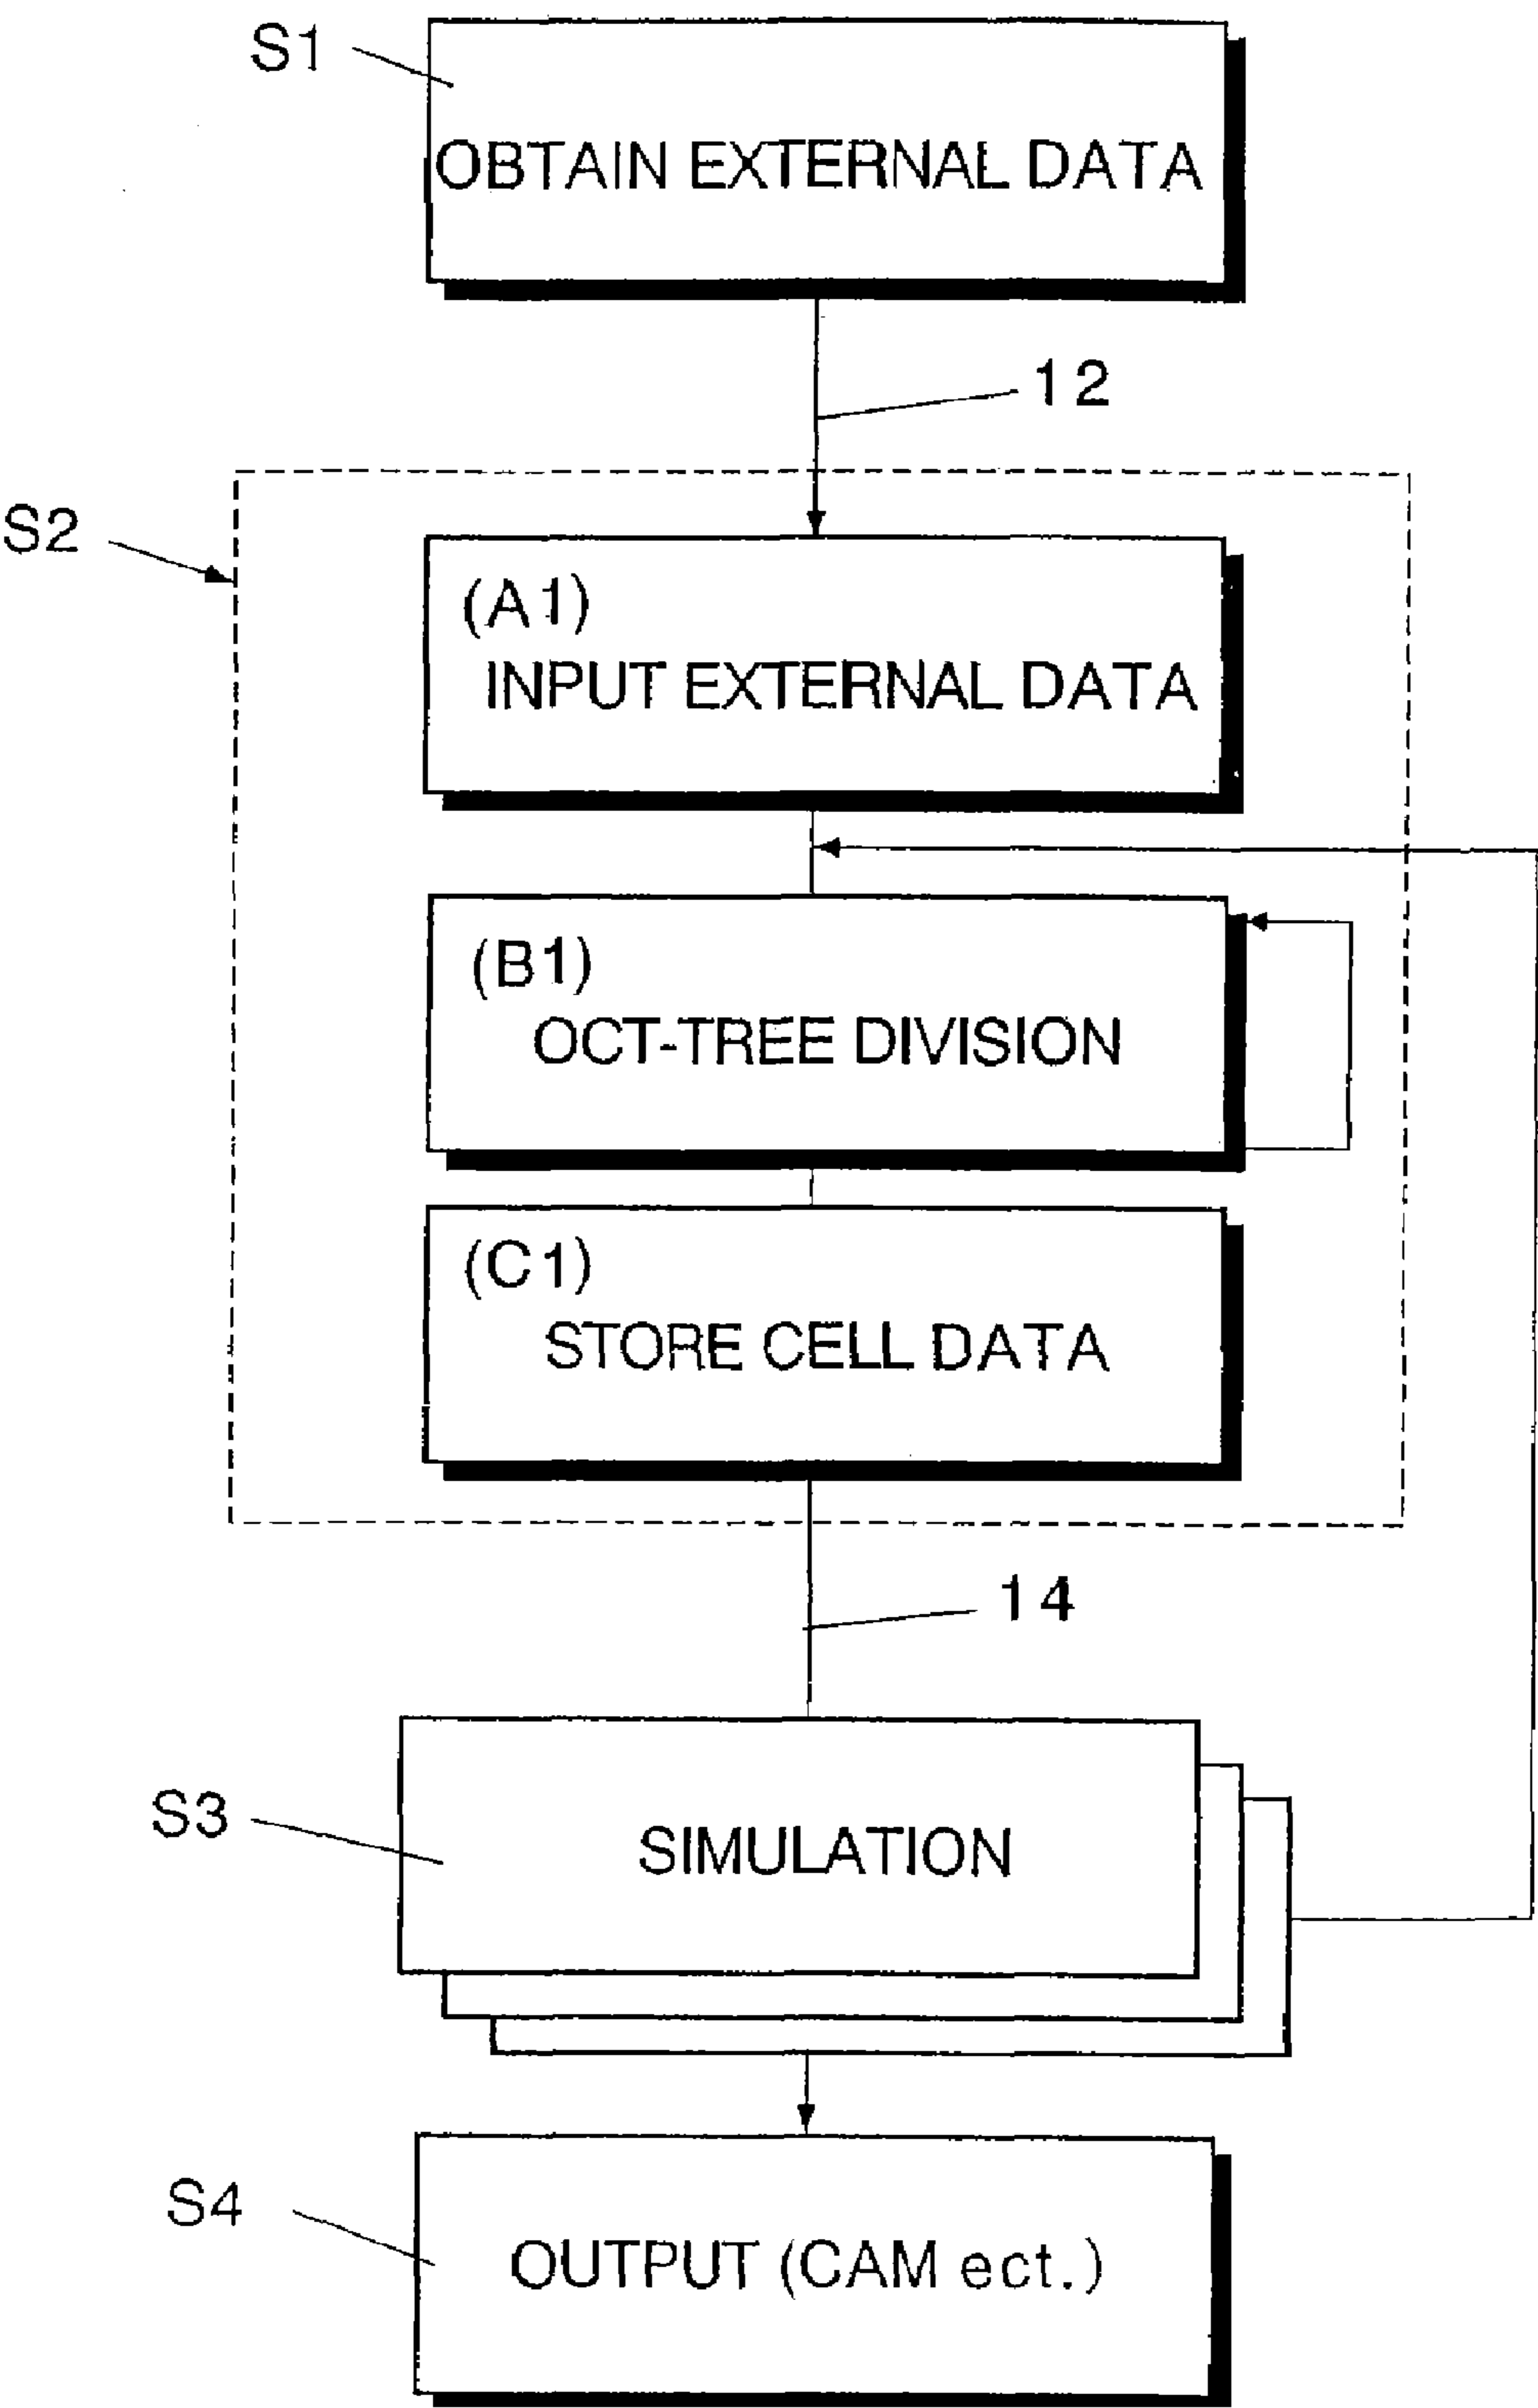 S1
OBTAIN EXTERNAL DATA
12
S2
(A1)
INPUT EXTERNAL DATA
(B1)
OCT-TREE DIVISION
(C1)
STORE CELL DATA
14
S3
SIMULATION
S4
OUTPUT (CAM ect.)